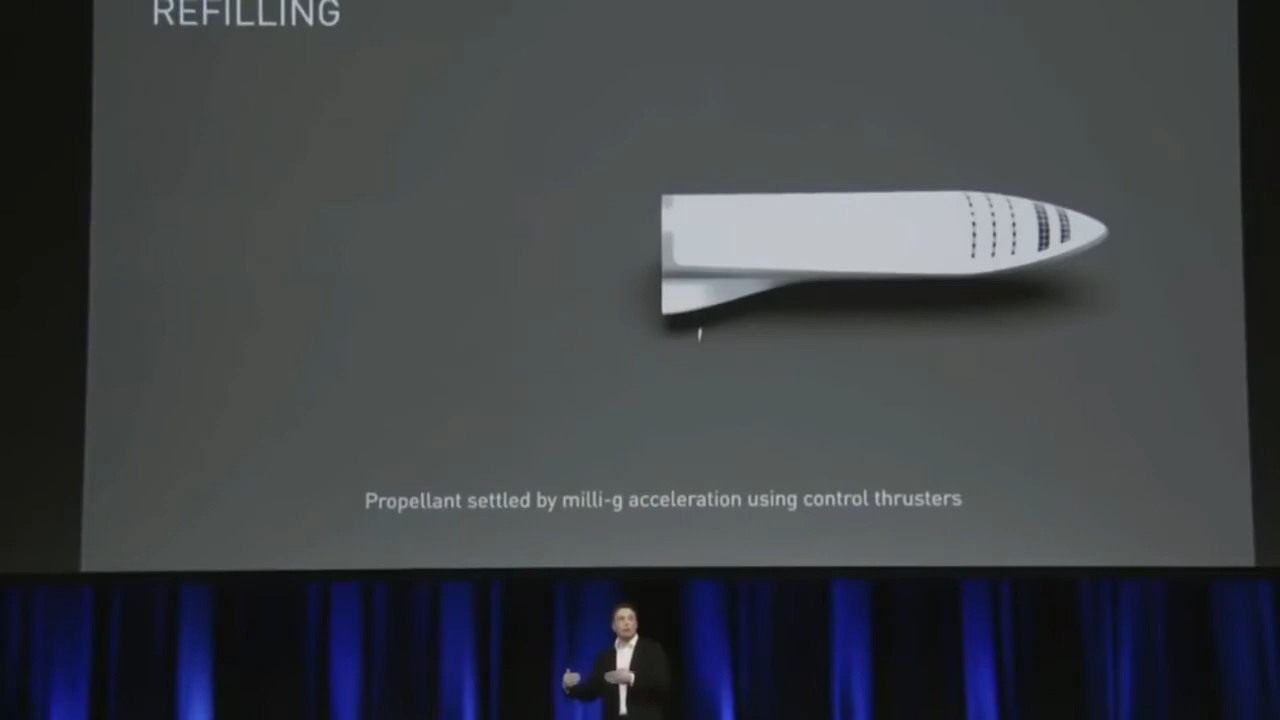 REFILLING
Propellant settled by milli-g acceleration using control thrusters